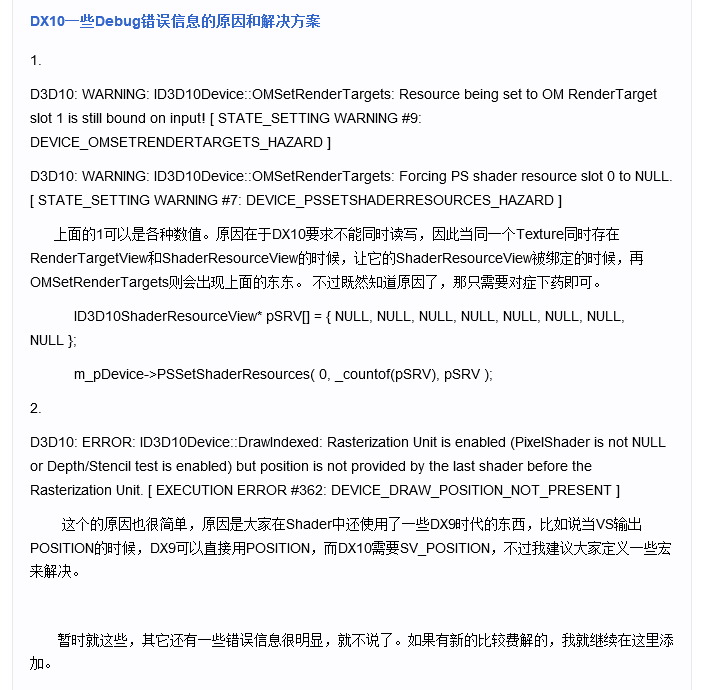 DX10一些Debug错误信息的原因和解决方案
1.
D3D10: WARNING: ID3D10Device::OMSetRenderTargets: Resource being set to OM RenderTarget
slot 1 is still bound on input! [ STATE_SETTING WARNING #9:
DEVICE_OMSETRENDERTARGETS_HAZARD ]
D3D10: WARNING: ID3D10Device::OMSetRenderTargets: Forcing PS shader resource slot 0 to NULL.
[ STATE_SETTING WARNING #7: DEVICE_PSSETSHADERRESOURCES_HAZARD ]
上面的1可以是各种数值。原因在于DX10要求不能同时读写，因此当同一个Texture同时存在
RenderTargetView和ShaderResourceView的时候，让它的ShaderResourceView被绑定的时候，再
OMSetRenderTargets则会出现上面的东东。 不过既然知道原因了，那只需要对症下药即可。
ID3D10ShaderResourceView* pSRV[] = { NULL, NULL, NULL, NULL, NULL, NULL, NULL,
NULL };
m_pDevice->PSSetShaderResources( 0, _countof(pSRV), pSRV );
2.
D3D10: ERROR: ID3D10Device::DrawIndexed: Rasterization Unit is enabled (PixelShader is not NULL
or Depth/Stencil test is enabled) but position is not provided by the last shader before the
Rasterization Unit. [ EXECUTION ERROR #362: DEVICE_DRAW_POSITION_NOT_PRESENT ]
这个的原因也很简单，原因是大家在Shader中还使用了一些DX9时代的东西，比如说当VS输出
POSITION的时候，DX9可以直接用POSITION，而DX10需要SV_POSITION，不过我建议大家定义一些宏
来解决。
暂时就这些，其它还有一些错误信息很明显，就不说了。如果有新的比较费解的，我就继续在这里添
加。